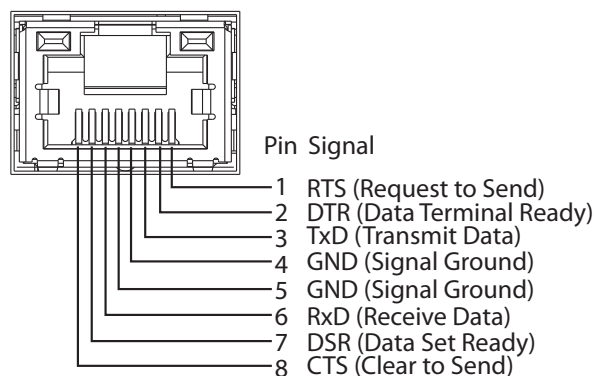 Pin Signal
1 RTS (Request to Send)
2 DTR (Data Terminal Ready)
3 TxD (Transmit Data)
4 GND (Signal Ground)
5 GND (Signal Ground)
6 RxD (Receive Data)
7 DSR (Data Set Ready)
8 CTS (Clear to Send)